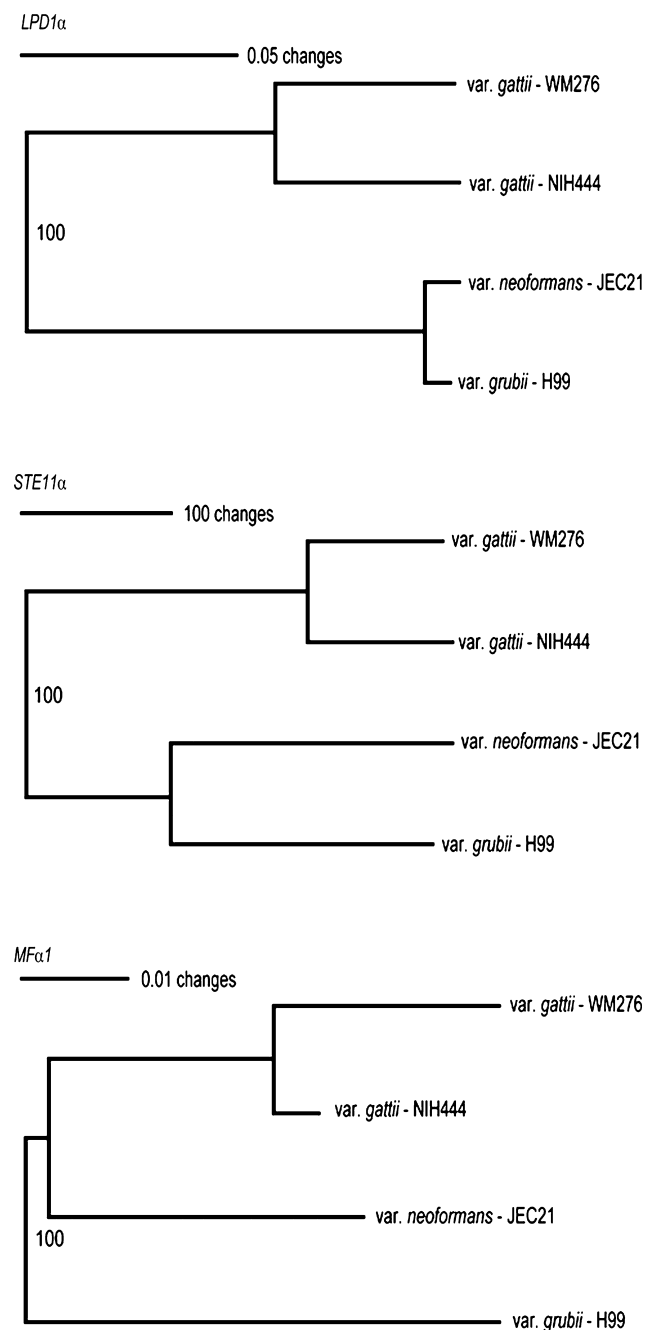 LPD1α
0.05 changes
var. gattii - WM276
var. gattii - NIH444
100
var. neoformans - JEC21
var. grubii - H99
STE11α
100 changes
var. gattii - WM276
var. gattii - NIH444
100
var. neoformans - JEC21
var. grubii - H99
MFα1
0.01 changes
var. gattii - WM276
var. gattii - NIH444
var. neoformans - JEC21
100
var. grubii - H99